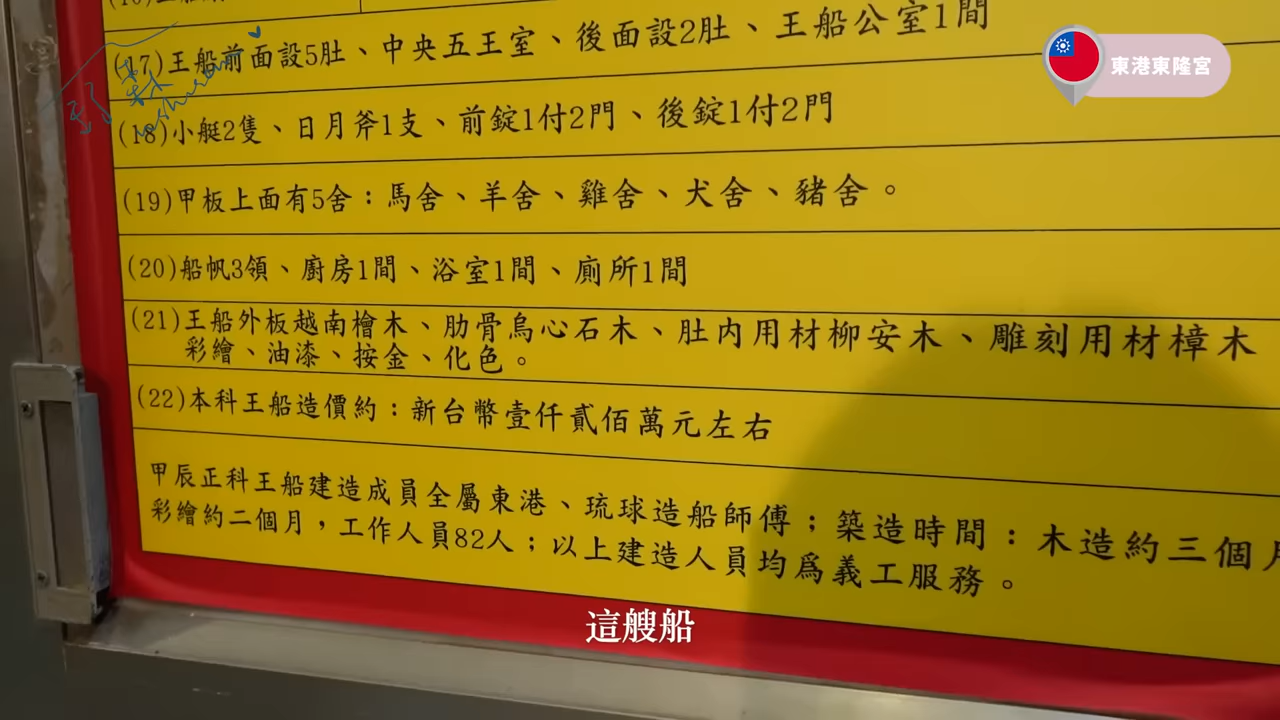 (17)王船前面設5肚、中央五王室、後面設2肚、王船公室1間
東港東隆宮
(18)小艇2隻、日月斧1支、前錠1付2門、後錠1付2門
(19)甲板上面有5舍：馬舍、羊舍、雞舍、犬舍、豬舍。
(20)船帆3領、廚房1間、浴室1間、廁所1間
(21)王船外板越南檜木、肋骨烏心石木、肚內用材柳安木、雕刻用材樟木
彩繪、油漆、按金、化色。
(22)本科王船造價約：新台幣壹仟貳佰萬元左右
甲辰正科王船建造成員全屬東港、琉球造船師傅；築造時間：木造約三個月
彩繪約二個月，工作人員82人；以上建造人員均爲義工服務。
這艘船